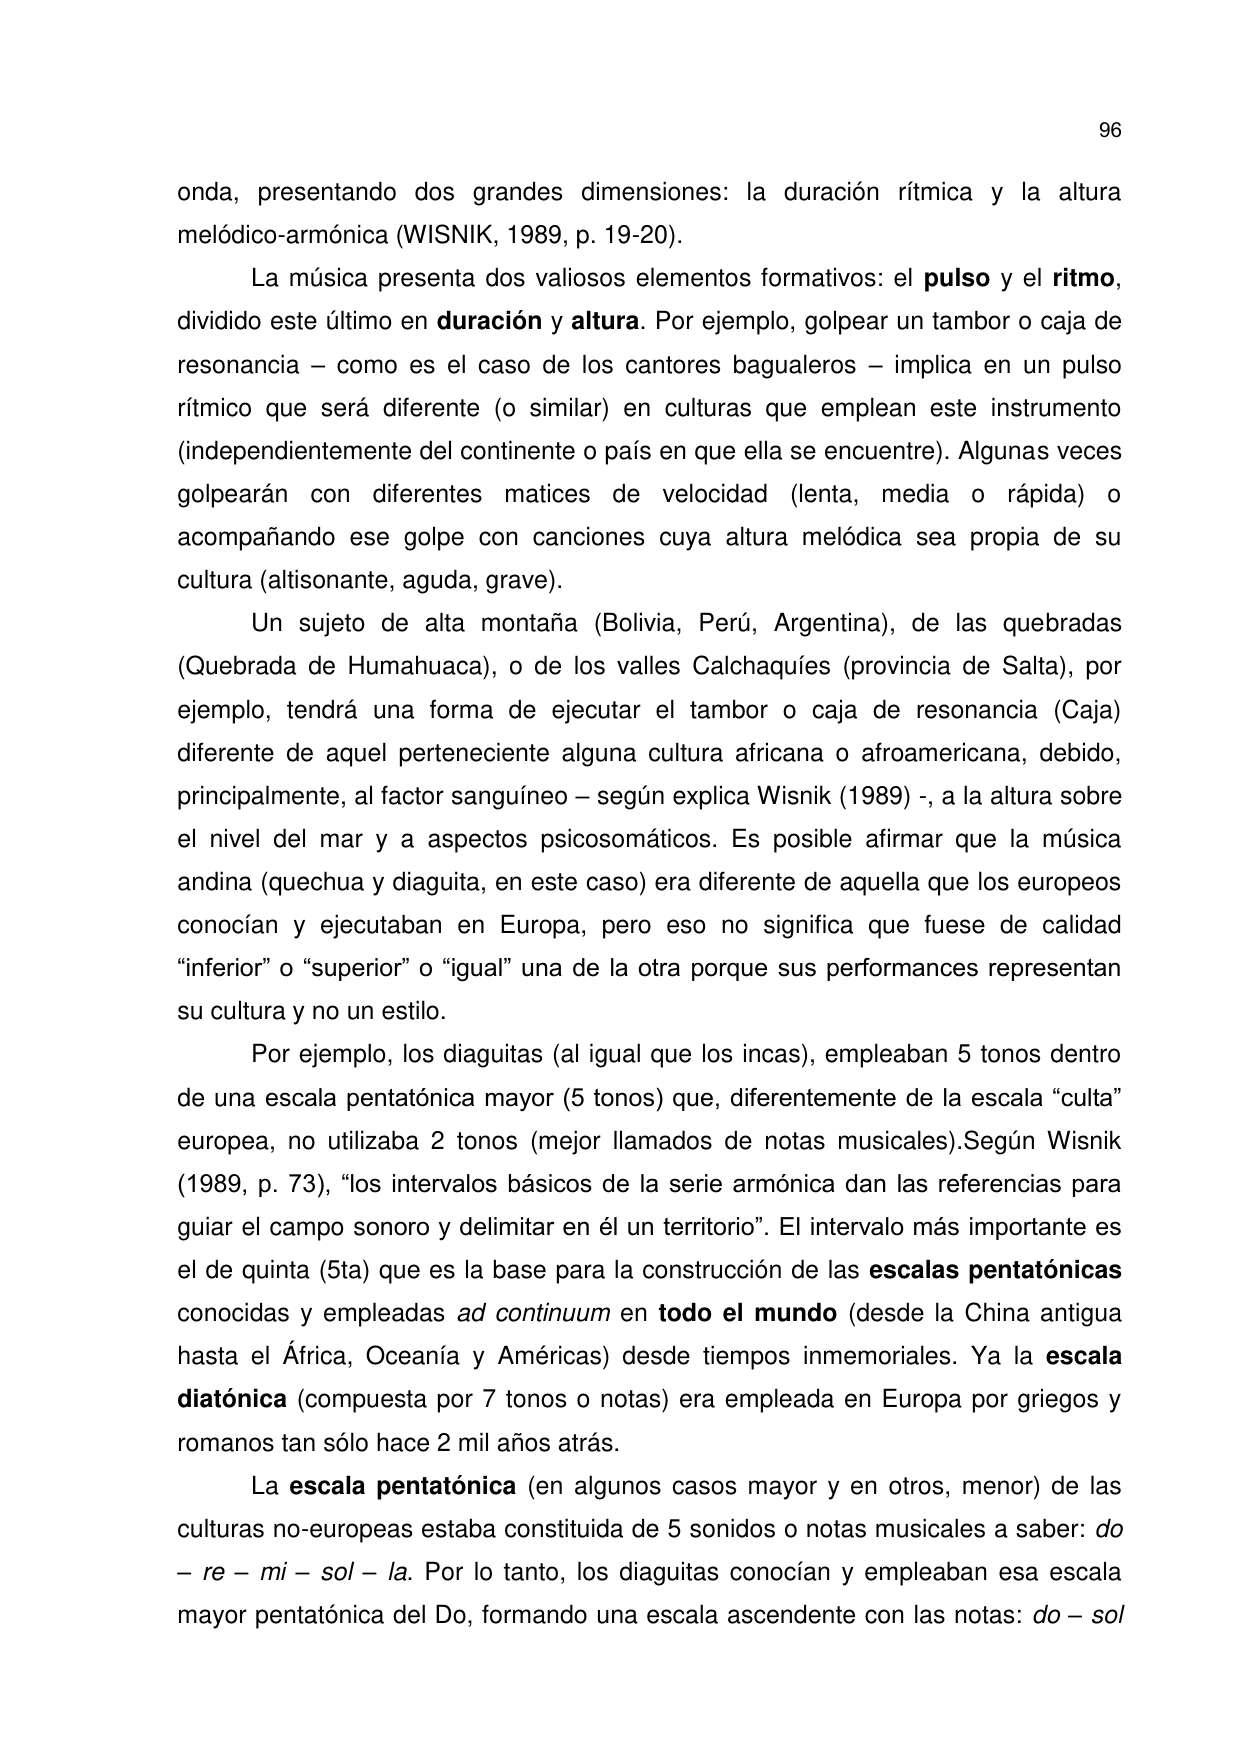 96
onda, presentando dos grandes dimensiones: la duración rítmica y la altura
melódico-armónica (WISNIK, 1989, p. 19-20).
La música presenta dos valiosos elementos formativos: el pulso y el ritmo,
dividido este último en duración y altura. Por ejemplo, golpear un tambor o caja de
resonancia – como es el caso de los cantores bagualeros – implica en un pulso
rítmico que será diferente (o similar) en culturas que emplean este instrumento
(independientemente del continente o país en que ella se encuentre). Algunas veces
golpearán con diferentes matices de velocidad (lenta, media o rápida) o
acompañando ese golpe con canciones cuya altura melódica sea propia de su
cultura (altisonante, aguda, grave).
Un sujeto de alta montaña (Bolivia, Perú, Argentina), de las quebradas
(Quebrada de Humahuaca), o de los valles Calchaquíes (provincia de Salta), por
ejemplo, tendrá una forma de ejecutar el tambor o caja de resonancia (Caja)
diferente de aquel perteneciente alguna cultura africana o afroamericana, debido,
principalmente, al factor sanguíneo – según explica Wisnik (1989) -, a la altura sobre
el nivel del mar y a aspectos psicosomáticos. Es posible afirmar que la música
andina (quechua y diaguita, en este caso) era diferente de aquella que los europeos
conocían y ejecutaban en Europa, pero eso no significa que fuese de calidad
“inferior” o “superior” o “igual” una de la otra porque sus performances representan
su cultura y no un estilo.
Por ejemplo, los diaguitas (al igual que los incas), empleaban 5 tonos dentro
de una escala pentatónica mayor (5 tonos) que, diferentemente de la escala “culta”
europea, no utilizaba 2 tonos (mejor llamados de notas musicales).Según Wisnik
(1989, p. 73), “los intervalos básicos de la serie armónica dan las referencias para
guiar el campo sonoro y delimitar en él un territorio”. El intervalo más importante es
el de quinta (5ta) que es la base para la construcción de las escalas pentatónicas
conocidas y empleadas ad continuum en todo el mundo (desde la China antigua
hasta el África, Oceanía y Américas) desde tiempos inmemoriales. Ya la escala
diatónica (compuesta por 7 tonos o notas) era empleada en Europa por griegos y
romanos tan sólo hace 2 mil años atrás.
La escala pentatónica (en algunos casos mayor y en otros, menor) de las
culturas no-europeas estaba constituida de 5 sonidos o notas musicales a saber: do
– re – mi – sol – la. Por lo tanto, los diaguitas conocían y empleaban esa escala
mayor pentatónica del Do, formando una escala ascendente con las notas: do – sol